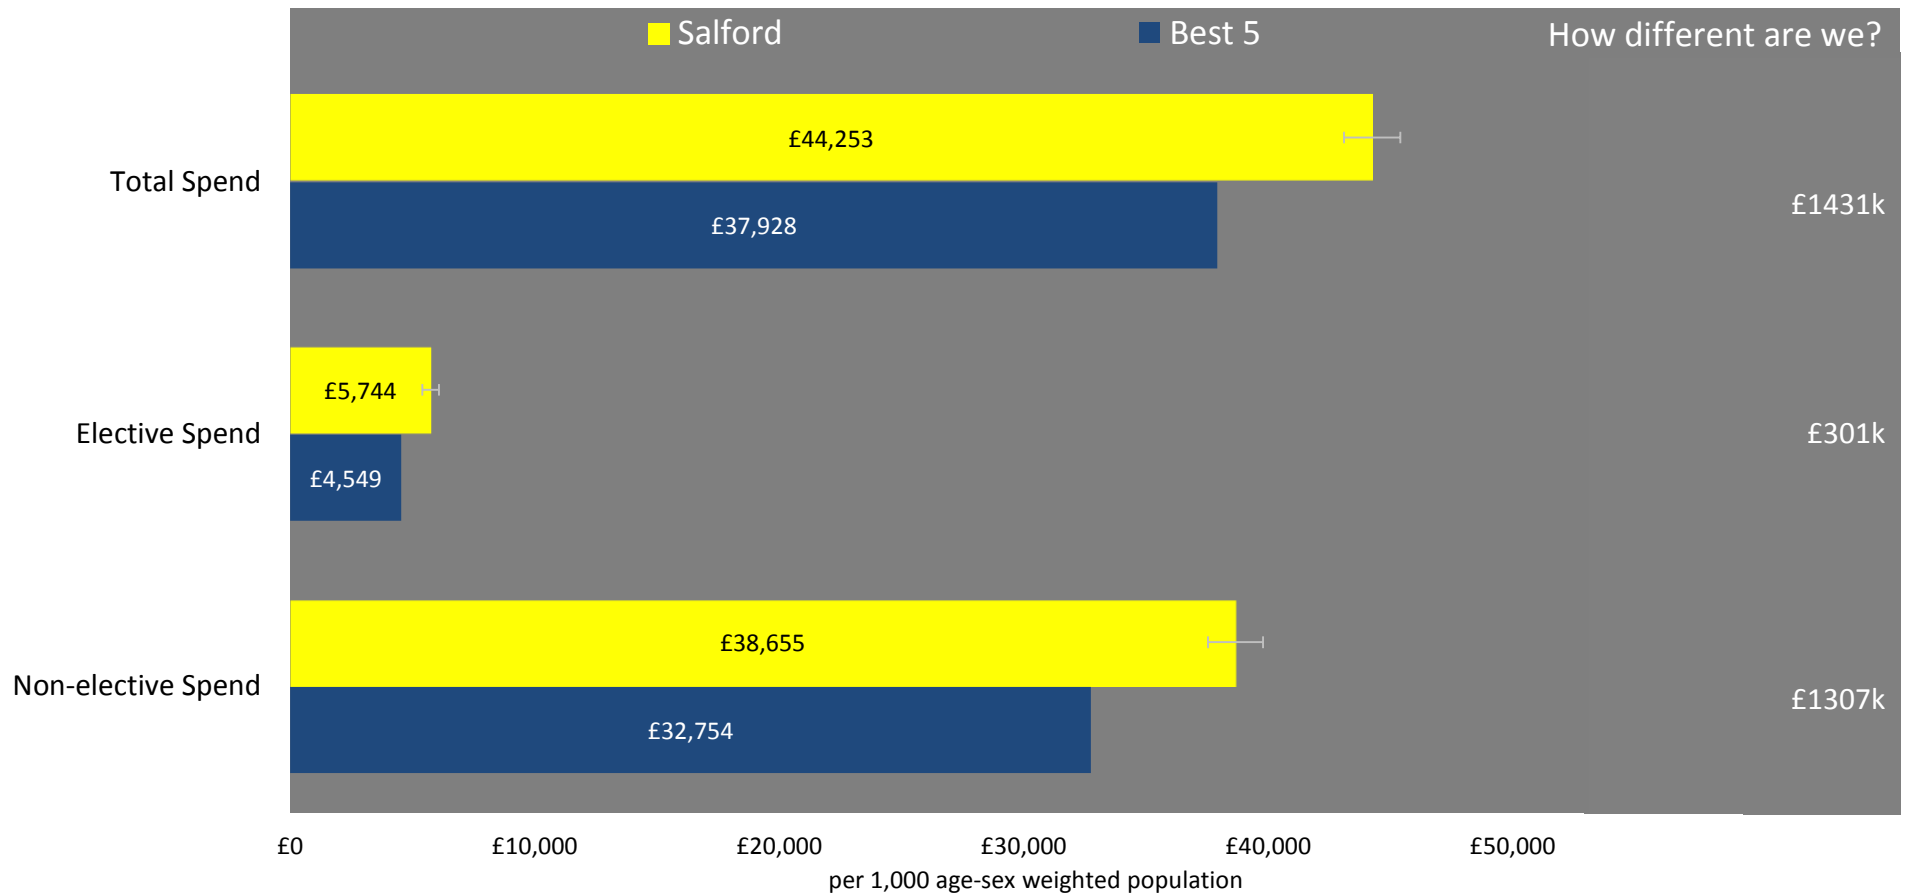 Salford
Best 5
How different are we?
Total Spend
£44,253
£37,928
£1431k
Elective Spend
£5,744
£4,549
£301k
Non-elective Spend
£38,655
£32,754
£1307k
£0 £10,000 £20,000 £30,000 £40,000 £50,000
per 1,000 age-sex weighted population